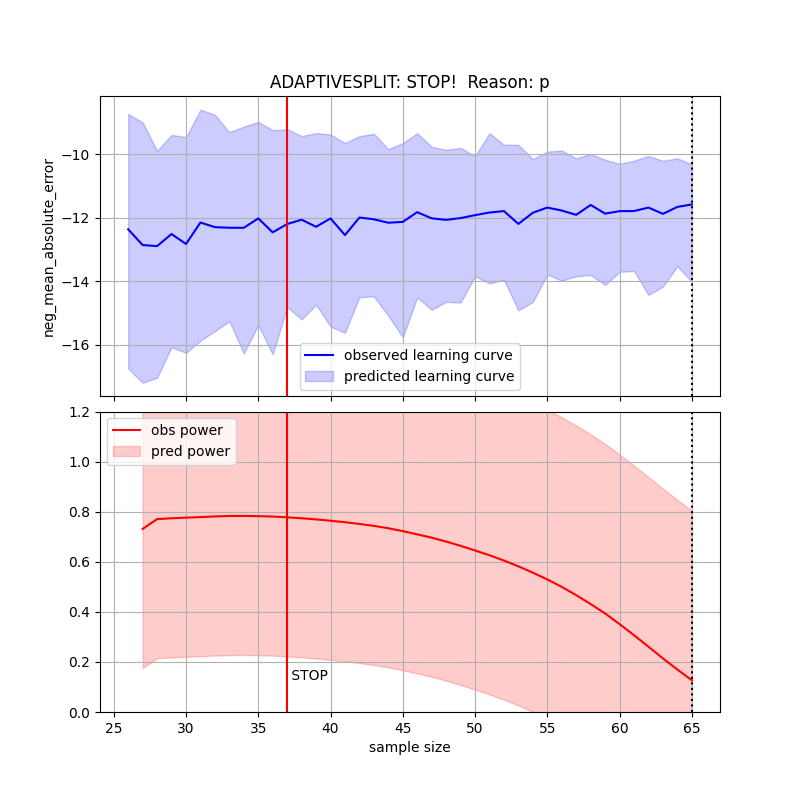 ADAPTIVESPLIT: STOP!  Reason: p
neg_mean_absolute_error
−10
−12
−14
−16
observed learning curve
predicted learning curve
1.2
1.0
0.8
0.6
0.4
0.2
0.0
obs power
pred power
STOP
25 30 35 40 45 50 55 60 65
sample size